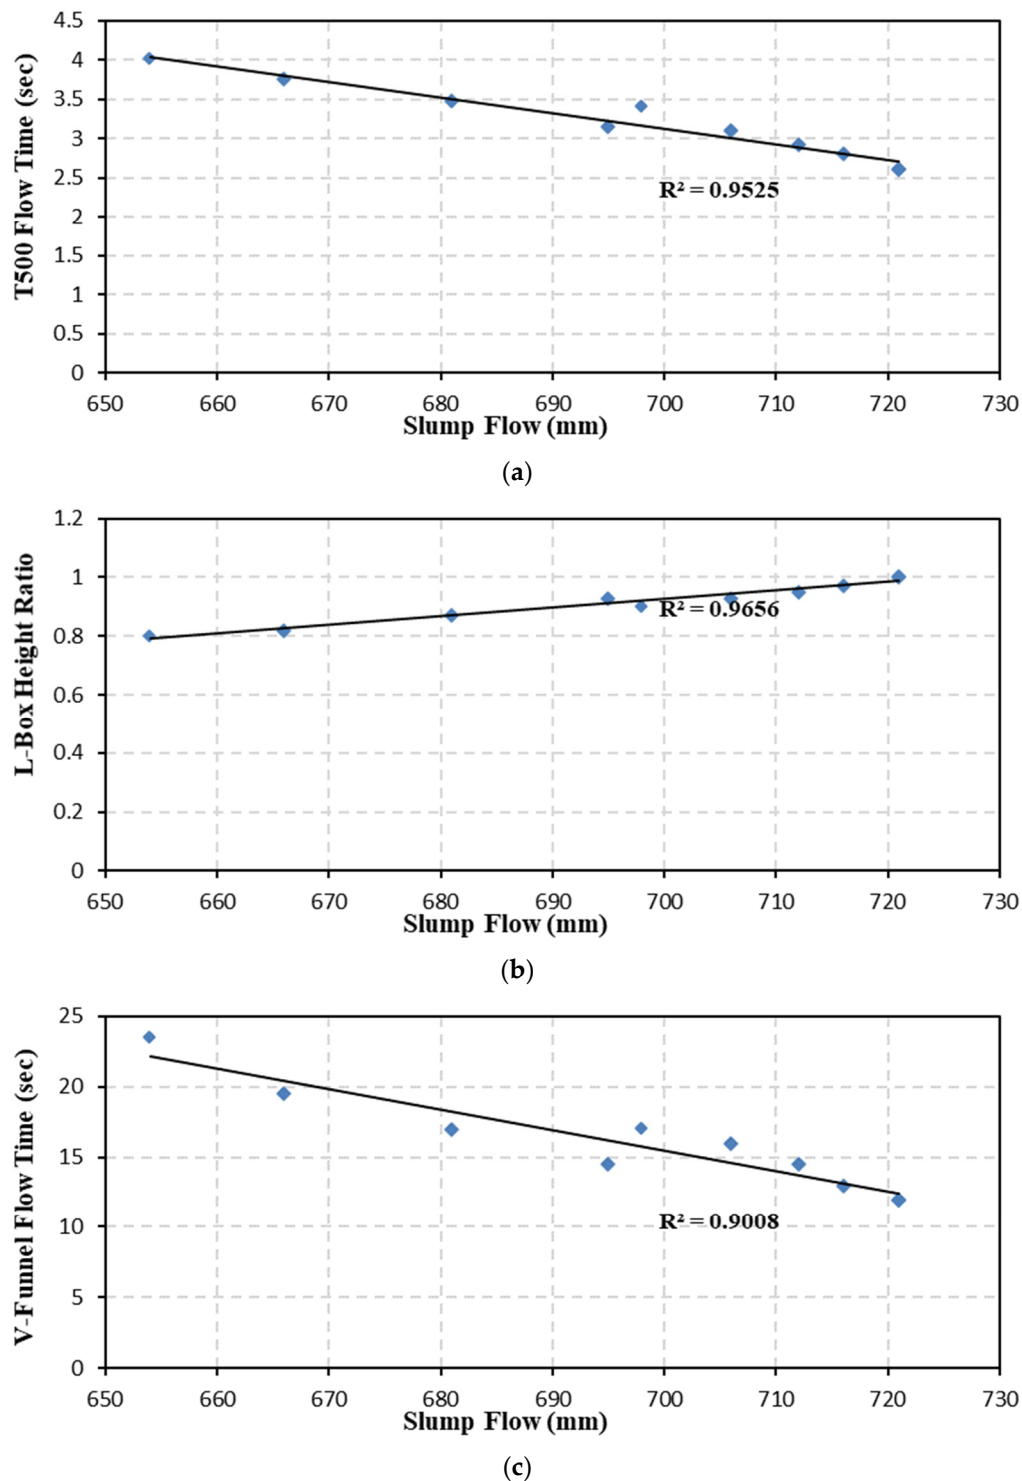 4.5
4
3.5
3
2.5
2
1.5
1
0.5
0
T500 Flow Time (sec)
R² = 0.9525
650 660 670 680 690 700 710 720 730
Slump Flow (mm)
(a)
1.2
1
0.8
0.6
0.4
0.2
0
L-Box Height Ratio
R² = 0.9656
650 660 670 680 690 700 710 720 730
Slump Flow (mm)
(b)
25
20
15
10
5
0
V-Funnel Flow Time (sec)
R² = 0.9008
650 660 670 680 690 700 710 720 730
Slump Flow (mm)
(c)